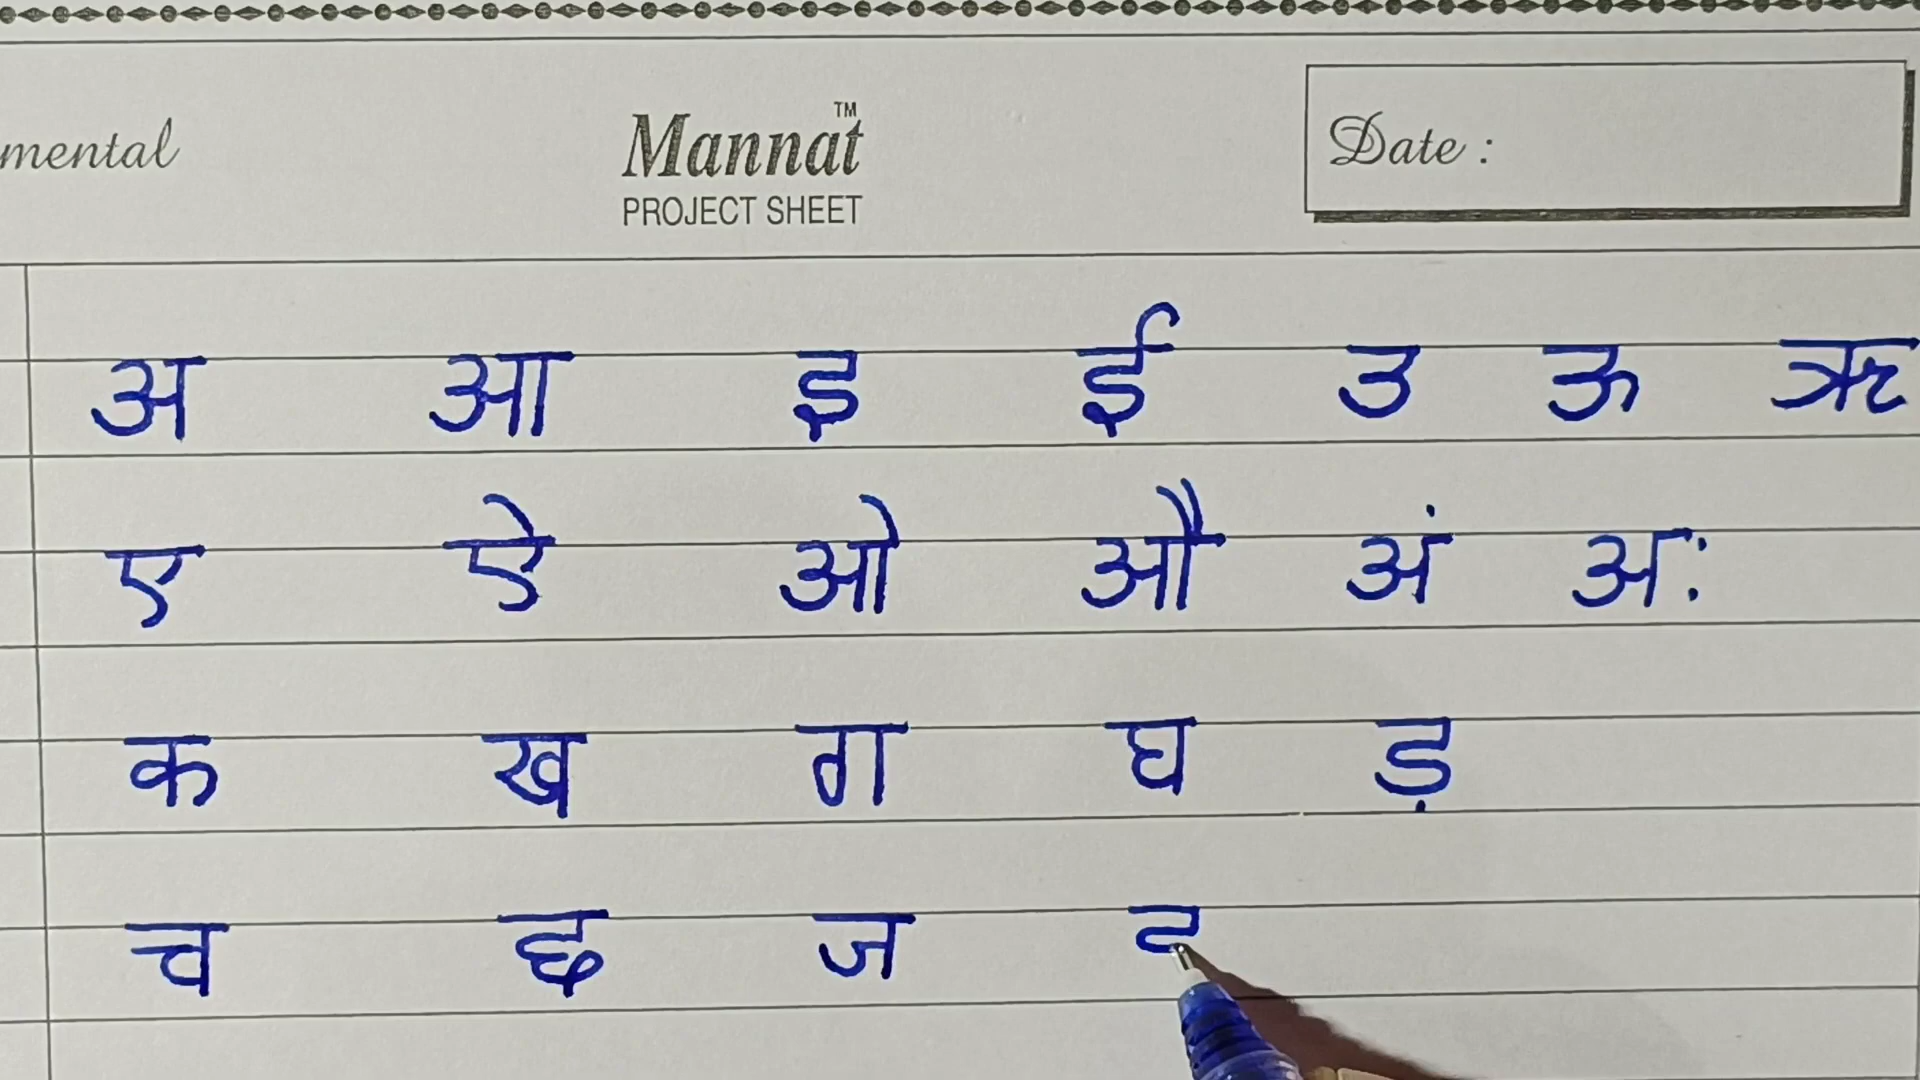 mental
Mannat™
PROJECT SHEET
Date :
अ आ इ ई उ ऊ ऋ
ए ऐ ओ औ अं अः
क ख ग घ ड़
च छ ज